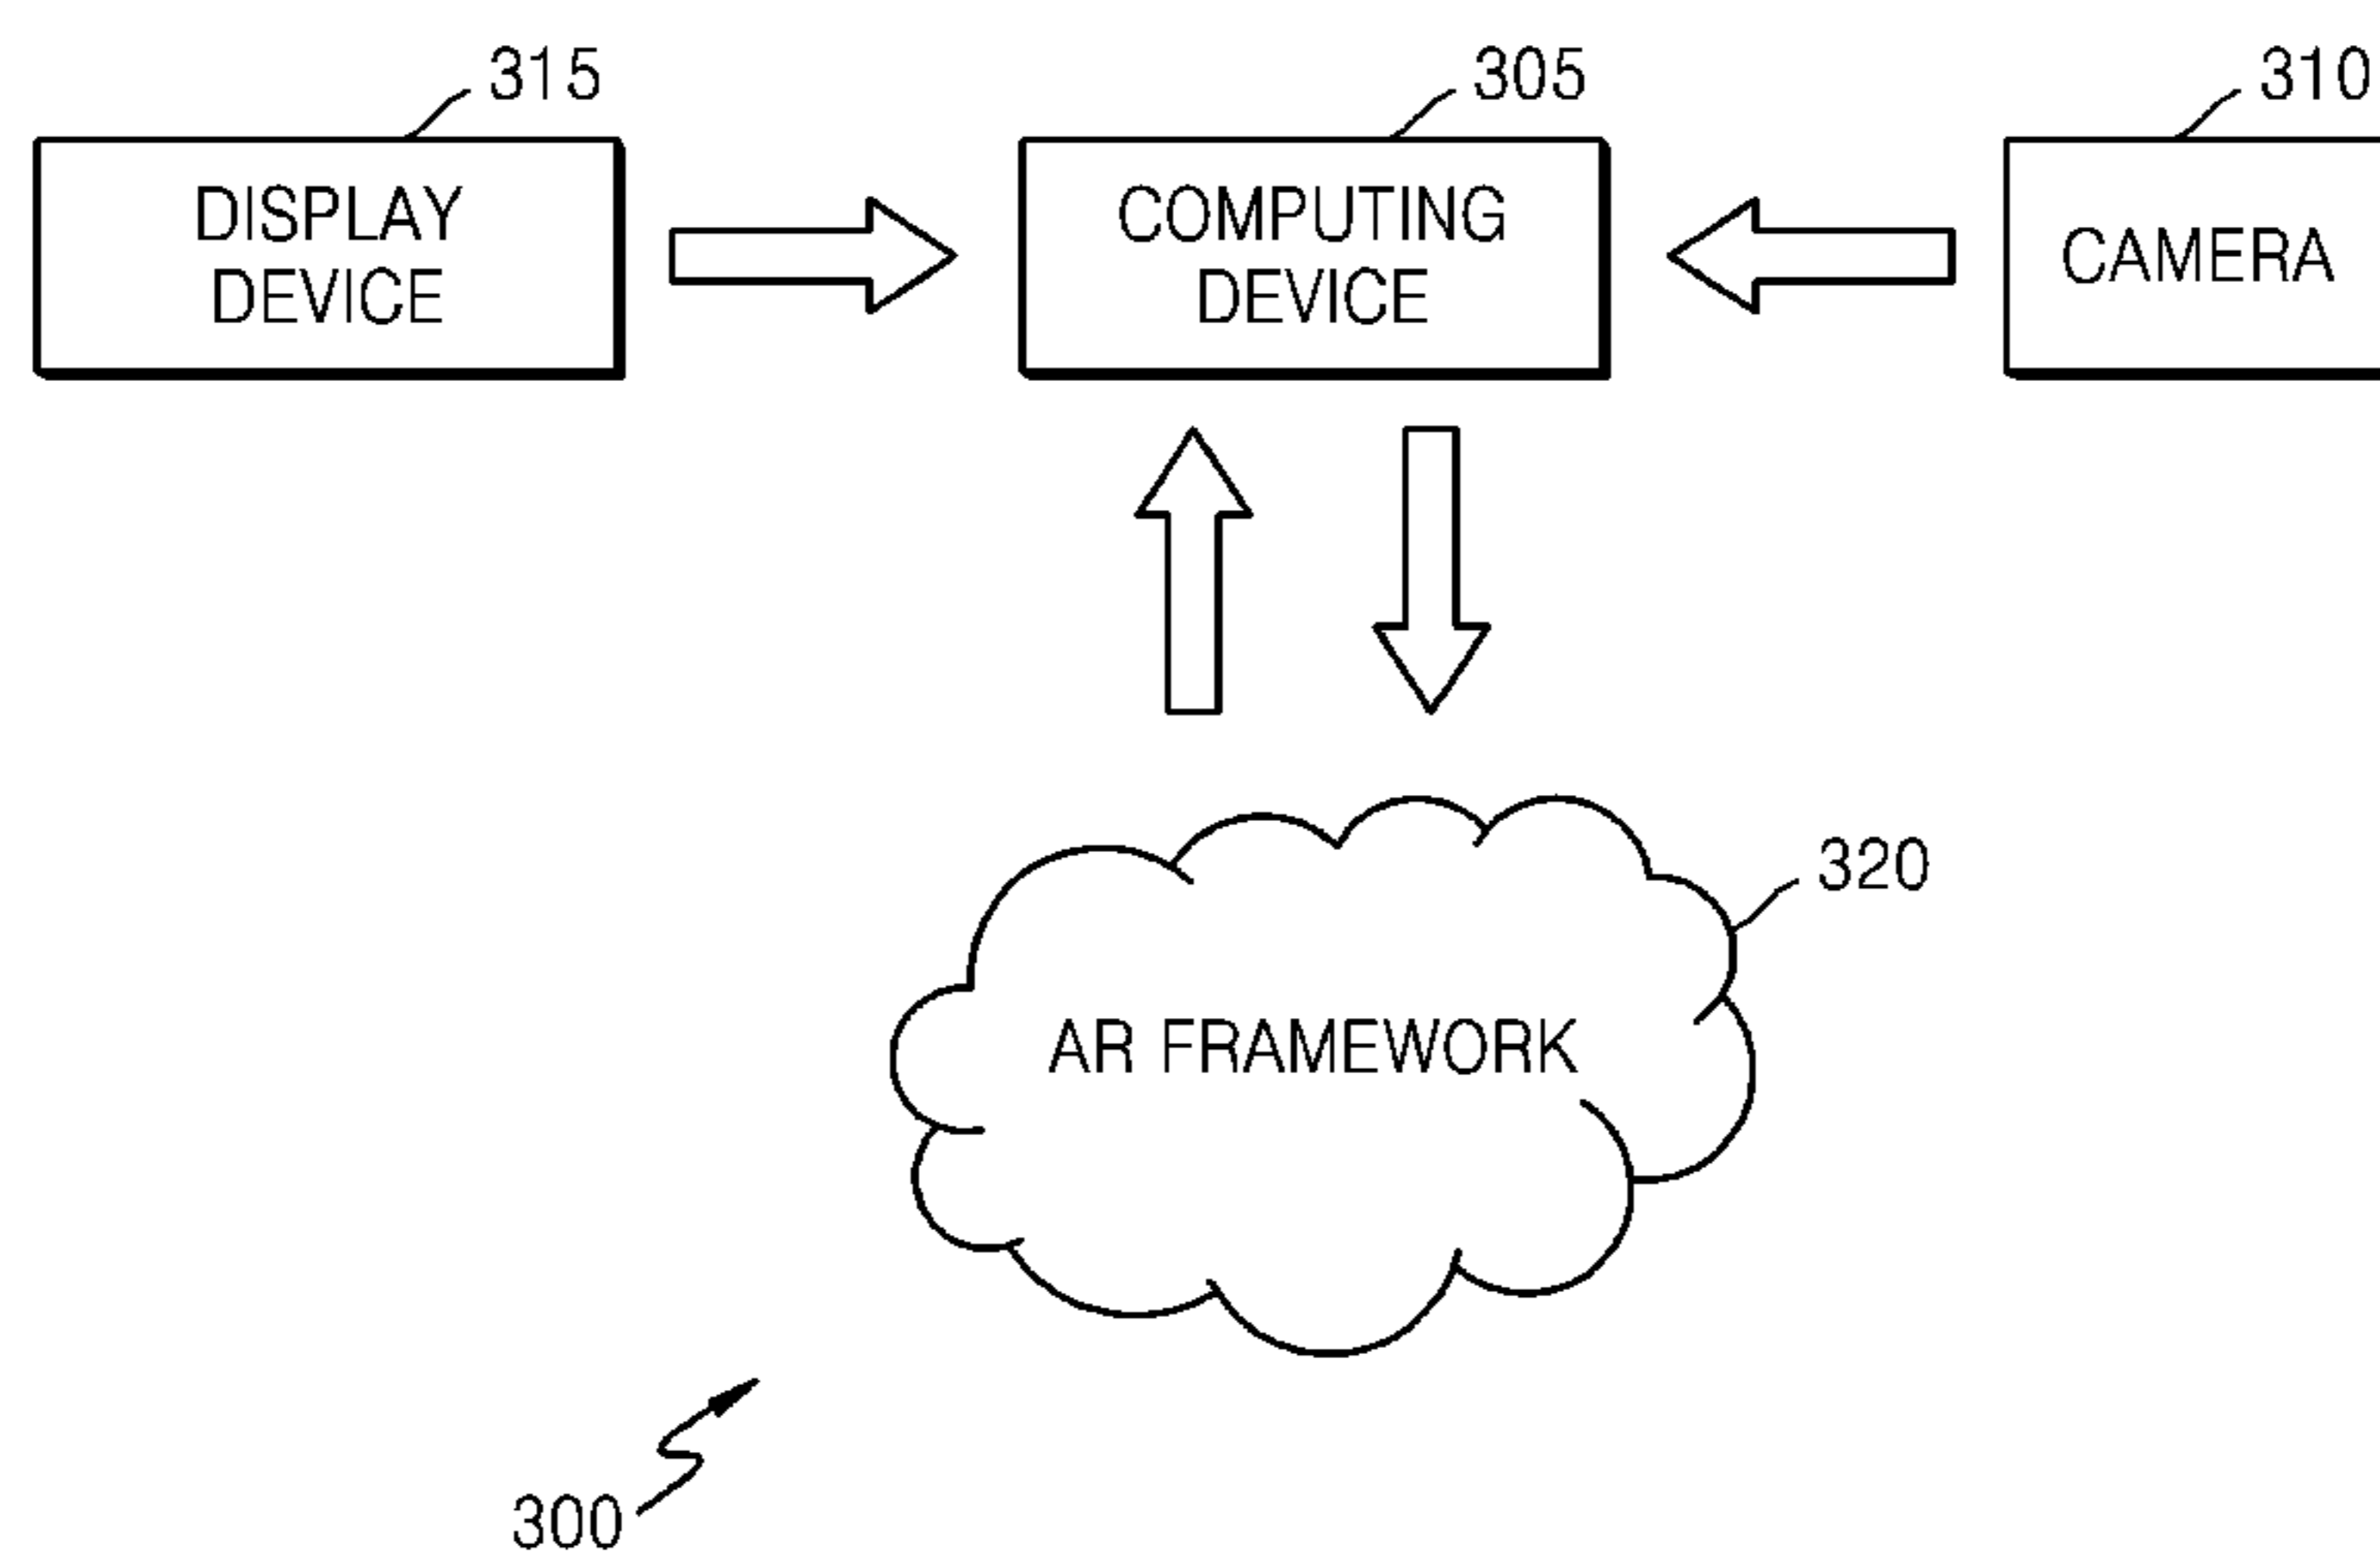 315
305
310
DISPLAY
DEVICE
COMPUTING
DEVICE
CAMERA
320
AR FRAMEWORK
300